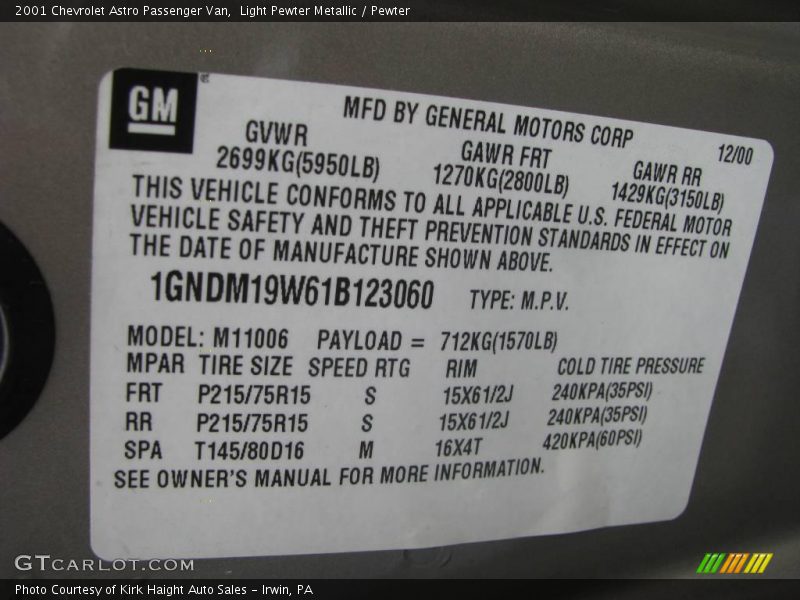 2001 Chevrolet Astro Passenger Van,  Light Pewter Metallic / Pewter
GM
MFD BY GENERAL MOTORS CORP
12/00
GVWR GAWR FRT GAWR RR
2699KG(5950LB) 1270KG(2800LB) 1429KG(3150LB)
THIS VEHICLE CONFORMS TO ALL APPLICABLE U.S. FEDERAL MOTOR
VEHICLE SAFETY AND THEFT PREVENTION STANDARDS IN EFFECT ON
THE DATE OF MANUFACTURE SHOWN ABOVE.
1GNDM19W61B123060 TYPE: M.P.V.
MODEL: M11006 PAYLOAD = 712KG(1570LB)
MPAR TIRE SIZE SPEED RTG RIM COLD TIRE PRESSURE
FRT P215/75R15 S 15X61/2J 240KPA(35PSI)
RR P215/75R15 S 15X61/2J 240KPA(35PSI)
SPA T145/80D16 M 16X4T 420KPA(60PSI)
SEE OWNER'S MANUAL FOR MORE INFORMATION.
GTCARLOT.COM
Photo Courtesy of Kirk Haight Auto Sales - Irwin, PA